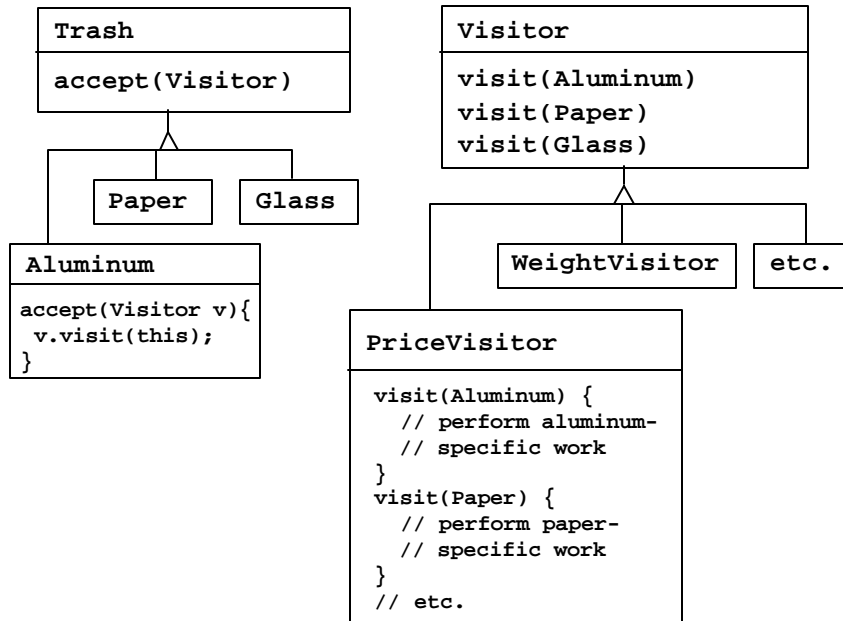 Trash
accept(Visitor)
Paper
Glass
Aluminum
accept(Visitor v){
v.visit(this);
}
Visitor
visit(Aluminum)
visit(Paper)
visit(Glass)
WeightVisitor
etc.
PriceVisitor
visit(Aluminum) {
// perform aluminum-
// specific work
}
visit(Paper) {
// perform paper-
// specific work
}
// etc.